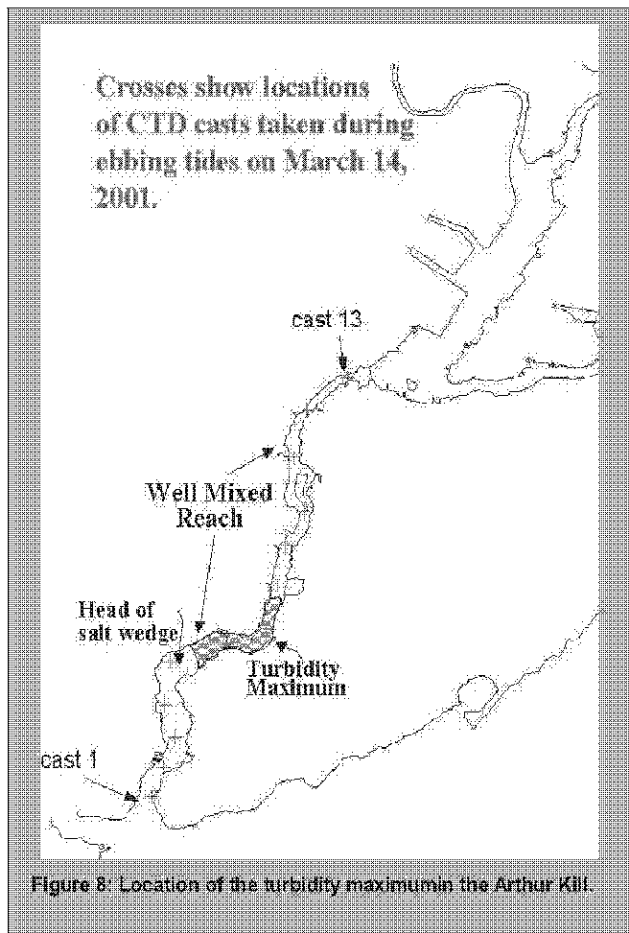 Crosses show locations
of CTD casts taken during
ebbing tides on March 14,
2001.
cast 13
Well Mixed
Reach
Head of
salt wedge
Turbidity
Maximum
cast 1
Figure 8: Location of the turbidity maximumin the Arthur Kill.